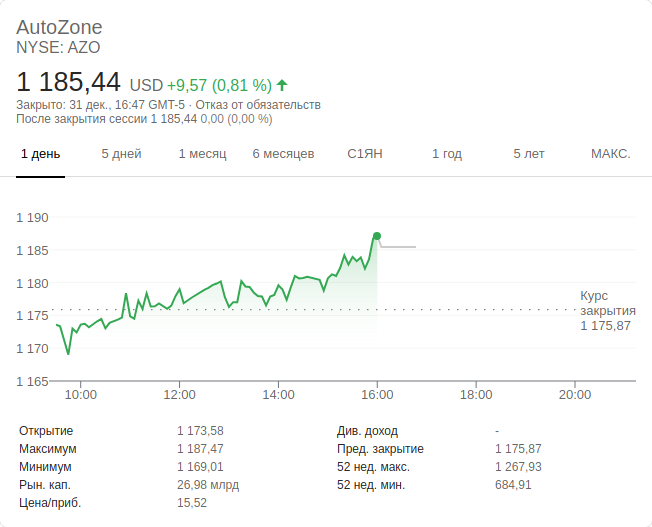 AutoZone
NYSE: AZO
1 185,44 USD +9,57 (0,81 %)
Закрыто: 31 дек., 16:47 GMT-5 · Отказ от обязательств
После закрытия сессии 1 185,44 0,00 (0,00 %)
1 день 5 дней 1 месяц 6 месяцев С1ЯН 1 год 5 лет МАКС.
1 190
1 185
1 180
1 175
1 170
1 165
Курс
закрытия
1 175,87
10:00 12:00 14:00 16:00 18:00 20:00
Открытие 1 173,58 Див. доход -
Максимум 1 187,47 Пред. закрытие 1 175,87
Минимум 1 169,01 52 нед. макс. 1 267,93
Рын. кап. 26,98 млрд 52 нед. мин. 684,91
Цена/приб. 15,52